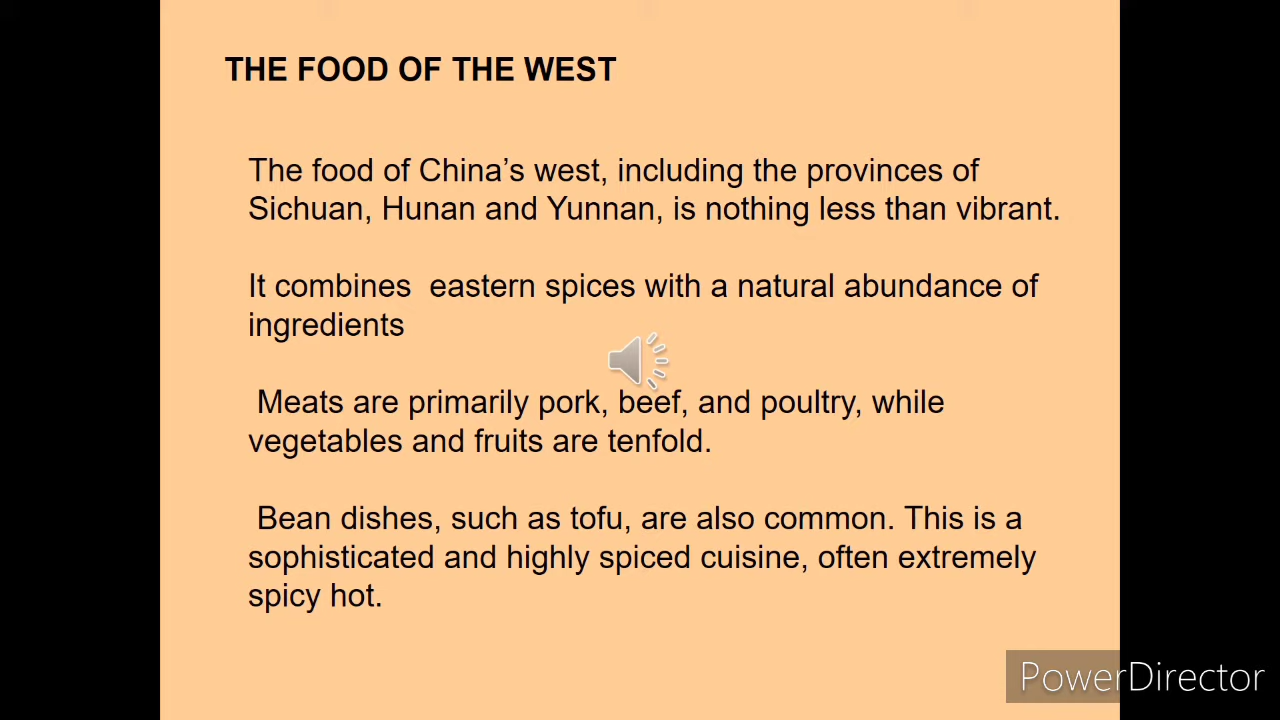 THE FOOD OF THE WEST
The food of China’s west, including the provinces of
Sichuan, Hunan and Yunnan, is nothing less than vibrant.
It combines  eastern spices with a natural abundance of
ingredients
Meats are primarily pork, beef, and poultry, while
vegetables and fruits are tenfold.
Bean dishes, such as tofu, are also common. This is a
sophisticated and highly spiced cuisine, often extremely
spicy hot.
PowerDirector